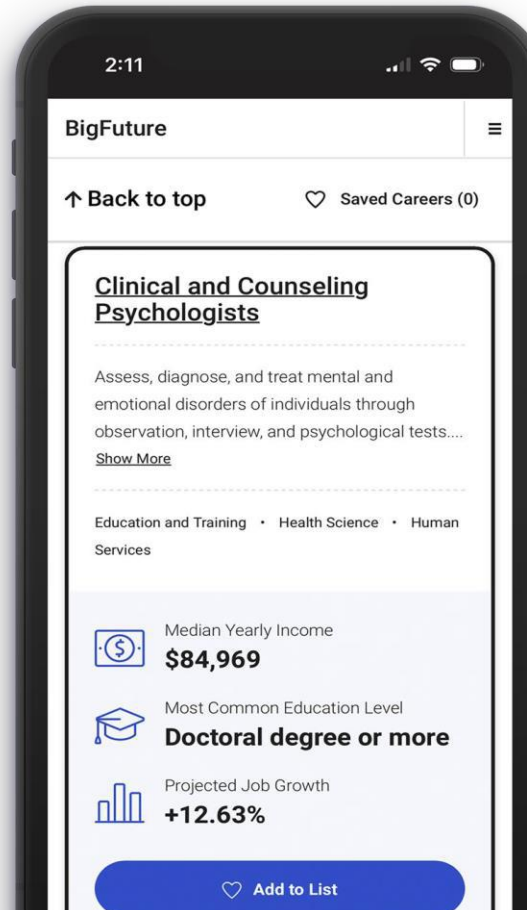 2:11
BigFuture
↑ Back to top
Saved Careers (0)
Clinical and Counseling
Psychologists
Assess, diagnose, and treat mental and
emotional disorders of individuals through
observation, interview, and psychological tests....
Show More
Education and Training • Health Science • Human
Services
Median Yearly Income
$84,969
Most Common Education Level
Doctoral degree or more
Projected Job Growth
+12.63%
Add to List